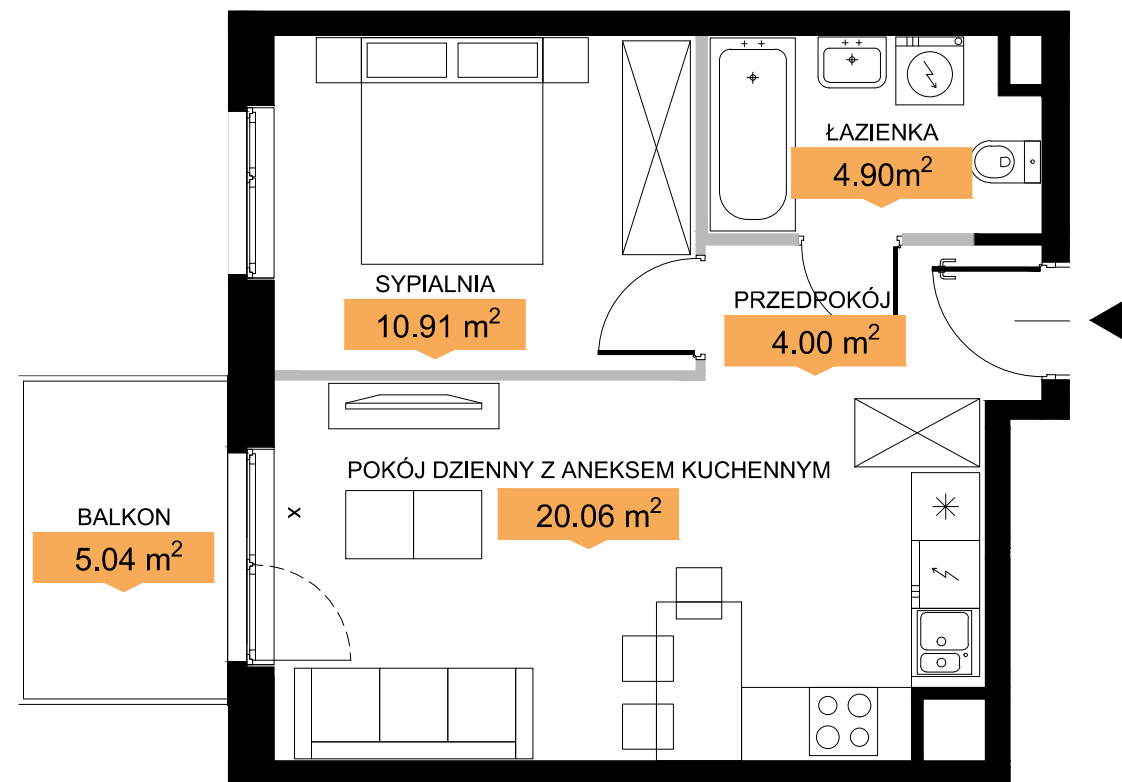 ŁAZIENKA
4.90m²
SYPIALNIA
10.91 m²
PRZEDPOKÓJ
4.00 m²
POKÓJ DZIENNY Z ANEKSEM KUCHENNYM
20.06 m²
x
BALKON
5.04 m²